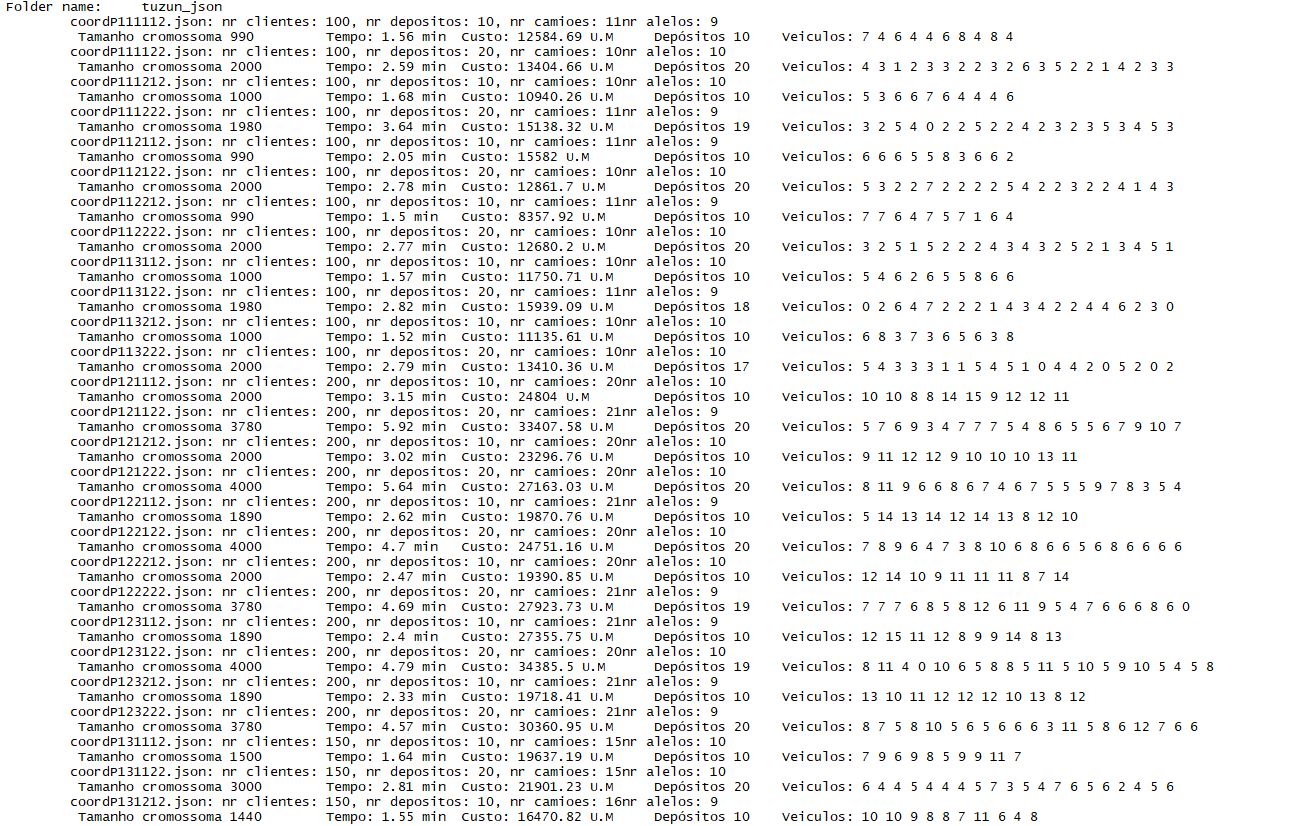 Folder name: tuzun_json
coordP111112.json: nr clientes: 100, nr depositos: 10, nr camioes: 11nr alelos: 9
Tamanho cromossoma 990 Tempo: 1.56 min Custo: 12584.69 U.M Depósitos 10 Veiculos: 7 4 6 4 4 6 8 4 8 4
coordP111122.json: nr clientes: 100, nr depositos: 20, nr camioes: 10nr alelos: 10
Tamanho cromossoma 2000 Tempo: 2.59 min Custo: 13404.66 U.M Depósitos 20 Veiculos: 4 3 1 2 3 3 2 2 3 2 6 3 5 2 2 1 4 2 3 3
coordP111212.json: nr clientes: 100, nr depositos: 10, nr camioes: 10nr alelos: 10
Tamanho cromossoma 1000 Tempo: 1.68 min Custo: 10940.26 U.M Depósitos 10 Veiculos: 5 3 6 6 7 6 4 4 4 6
coordP111222.json: nr clientes: 100, nr depositos: 20, nr camioes: 11nr alelos: 9
Tamanho cromossoma 1980 Tempo: 3.64 min Custo: 15138.32 U.M Depósitos 19 Veiculos: 3 2 5 4 0 2 2 5 2 2 4 2 3 2 3 5 3 4 5 3
coordP112112.json: nr clientes: 100, nr depositos: 10, nr camioes: 11nr alelos: 9
Tamanho cromossoma 990 Tempo: 2.05 min Custo: 15582 U.M Depósitos 10 Veiculos: 6 6 6 5 5 8 3 6 6 2
coordP112122.json: nr clientes: 100, nr depositos: 20, nr camioes: 10nr alelos: 10
Tamanho cromossoma 2000 Tempo: 2.78 min Custo: 12861.7 U.M Depósitos 20 Veiculos: 5 3 2 2 7 2 2 2 2 5 4 2 2 3 2 2 4 1 4 3
coordP112212.json: nr clientes: 100, nr depositos: 10, nr camioes: 11nr alelos: 9
Tamanho cromossoma 990 Tempo: 1.5 min Custo: 8357.92 U.M Depósitos 10 Veiculos: 7 7 6 4 7 5 7 1 6 4
coordP112222.json: nr clientes: 100, nr depositos: 20, nr camioes: 10nr alelos: 10
Tamanho cromossoma 2000 Tempo: 2.77 min Custo: 12680.2 U.M Depósitos 20 Veiculos: 3 2 5 1 5 2 2 2 4 3 4 3 2 5 2 1 3 4 5 1
coordP113112.json: nr clientes: 100, nr depositos: 10, nr camioes: 10nr alelos: 10
Tamanho cromossoma 1000 Tempo: 1.57 min Custo: 11750.71 U.M Depósitos 10 Veiculos: 5 4 6 2 6 5 5 8 6 6
coordP113122.json: nr clientes: 100, nr depositos: 20, nr camioes: 11nr alelos: 9
Tamanho cromossoma 1980 Tempo: 2.82 min Custo: 15939.09 U.M Depósitos 18 Veiculos: 0 2 6 4 7 2 2 2 1 4 3 4 2 2 4 4 6 2 3 0
coordP113212.json: nr clientes: 100, nr depositos: 10, nr camioes: 10nr alelos: 10
Tamanho cromossoma 1000 Tempo: 1.52 min Custo: 11135.61 U.M Depósitos 10 Veiculos: 6 8 3 7 3 6 5 6 3 8
coordP113222.json: nr clientes: 100, nr depositos: 20, nr camioes: 10nr alelos: 10
Tamanho cromossoma 2000 Tempo: 2.79 min Custo: 13410.36 U.M Depósitos 17 Veiculos: 5 4 3 3 3 1 1 5 4 5 1 0 4 4 2 0 5 2 0 2
coordP121112.json: nr clientes: 200, nr depositos: 10, nr camioes: 20nr alelos: 10
Tamanho cromossoma 2000 Tempo: 3.15 min Custo: 24804 U.M Depósitos 10 Veiculos: 10 10 8 8 14 15 9 12 12 11
coordP121122.json: nr clientes: 200, nr depositos: 20, nr camioes: 21nr alelos: 9
Tamanho cromossoma 3780 Tempo: 5.92 min Custo: 33407.58 U.M Depósitos 20 Veiculos: 5 7 6 9 3 4 7 7 7 5 4 8 6 5 5 6 7 9 10 7
coordP121212.json: nr clientes: 200, nr depositos: 10, nr camioes: 20nr alelos: 10
Tamanho cromossoma 2000 Tempo: 3.02 min Custo: 23296.76 U.M Depósitos 10 Veiculos: 9 11 12 12 9 10 10 10 13 11
coordP121222.json: nr clientes: 200, nr depositos: 20, nr camioes: 20nr alelos: 10
Tamanho cromossoma 4000 Tempo: 5.64 min Custo: 27163.03 U.M Depósitos 20 Veiculos: 8 11 9 6 6 8 6 7 4 6 7 5 5 5 9 7 8 3 5 4
coordP122112.json: nr clientes: 200, nr depositos: 10, nr camioes: 21nr alelos: 9
Tamanho cromossoma 1890 Tempo: 2.62 min Custo: 19870.76 U.M Depósitos 10 Veiculos: 5 14 13 14 12 14 13 8 12 10
coordP122122.json: nr clientes: 200, nr depositos: 20, nr camioes: 20nr alelos: 10
Tamanho cromossoma 4000 Tempo: 4.7 min Custo: 24751.16 U.M Depósitos 20 Veiculos: 7 8 9 6 4 7 3 8 10 6 8 6 6 5 6 8 6 6 6 6
coordP122212.json: nr clientes: 200, nr depositos: 10, nr camioes: 20nr alelos: 10
Tamanho cromossoma 2000 Tempo: 2.47 min Custo: 19390.85 U.M Depósitos 10 Veiculos: 12 14 10 9 11 11 11 8 7 14
coordP122222.json: nr clientes: 200, nr depositos: 20, nr camioes: 21nr alelos: 9
Tamanho cromossoma 3780 Tempo: 4.69 min Custo: 27923.73 U.M Depósitos 19 Veiculos: 7 7 7 6 8 5 8 12 6 11 9 5 4 7 6 6 6 8 6 0
coordP123112.json: nr clientes: 200, nr depositos: 10, nr camioes: 21nr alelos: 9
Tamanho cromossoma 1890 Tempo: 2.4 min Custo: 27355.75 U.M Depósitos 10 Veiculos: 12 15 11 12 8 9 9 14 8 13
coordP123122.json: nr clientes: 200, nr depositos: 20, nr camioes: 20nr alelos: 10
Tamanho cromossoma 4000 Tempo: 4.79 min Custo: 34385.5 U.M Depósitos 19 Veiculos: 8 11 4 0 10 6 5 8 8 5 11 5 10 5 9 10 5 4 5 8
coordP123212.json: nr clientes: 200, nr depositos: 10, nr camioes: 21nr alelos: 9
Tamanho cromossoma 1890 Tempo: 2.33 min Custo: 19718.41 U.M Depósitos 10 Veiculos: 13 10 11 12 12 12 10 13 8 12
coordP123222.json: nr clientes: 200, nr depositos: 20, nr camioes: 21nr alelos: 9
Tamanho cromossoma 3780 Tempo: 4.57 min Custo: 30360.95 U.M Depósitos 20 Veiculos: 8 7 5 8 10 5 6 5 6 6 6 3 11 5 8 6 12 7 6 6
coordP131112.json: nr clientes: 150, nr depositos: 10, nr camioes: 15nr alelos: 10
Tamanho cromossoma 1500 Tempo: 1.64 min Custo: 19637.19 U.M Depósitos 10 Veiculos: 7 9 6 9 8 5 9 9 11 7
coordP131122.json: nr clientes: 150, nr depositos: 20, nr camioes: 15nr alelos: 10
Tamanho cromossoma 3000 Tempo: 2.81 min Custo: 21901.23 U.M Depósitos 20 Veiculos: 6 4 4 5 4 4 4 5 7 3 5 4 7 6 5 6 2 4 5 6
coordP131212.json: nr clientes: 150, nr depositos: 10, nr camioes: 16nr alelos: 9
Tamanho cromossoma 1440 Tempo: 1.55 min Custo: 16470.82 U.M Depósitos 10 Veiculos: 10 10 9 8 8 7 11 6 4 8